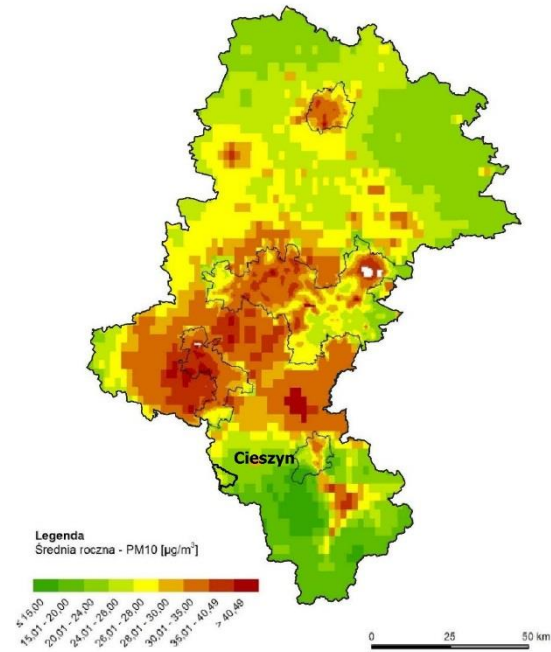 Cieszyn
Legenda
Średnia roczna - PM10 [µg/m³]
≤ 15,00
15,01 - 20,00
20,01 - 24,00
24,01 - 26,00
26,01 - 28,00
28,01 - 30,00
30,01 - 35,00
35,01 - 40,49
> 40,49
0 25 50 km